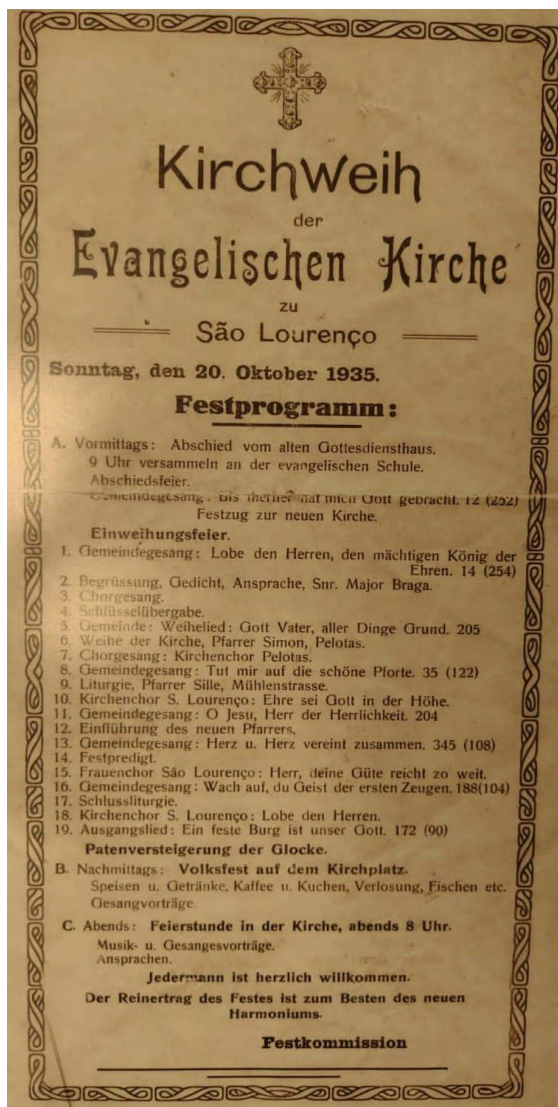 Kirchweih
der
Evangelischen Kirche
zu
São Lourenço
Sonntag, den 20. Oktober 1935.
Festprogramm:
A. Vormittags: Abschied vom alten Gottesdiensthaus.
9 Uhr versammeln an der evangelischen Schule.
Abschiedsfeier.
Gemeindegesang: Bis hierher hat mich Gott gebracht. 12 (252)
Festzug zur neuen Kirche.
Einweihungsfeier.
1. Gemeindegesang: Lobe den Herren, den mächtigen König der
Ehren. 14 (254)
2. Begrüssung, Gedicht, Ansprache, Snr. Major Braga.
3. Chorgesang.
4. Schlüsselübergabe.
5. Gemeinde: Weihelied: Gott Vater, aller Dinge Grund. 205
6. Weihe der Kirche, Pfarrer Simon, Pelotas.
7. Chorgesang: Kirchenchor Pelotas.
8. Gemeindegesang: Tut mir auf die schöne Pforte. 35 (122)
9. Liturgie, Pfarrer Sille, Mühlenstrasse.
10. Kirchenchor S. Lourenço: Ehre sei Gott in der Höhe.
11. Gemeindegesang: O Jesu, Herr der Herrlichkeit. 204
12. Einflührung des neuen Pfarrers.
13. Gemeindegesang: Herz u. Herz vereint zusammen. 345 (108)
14. Festpredigt.
15. Frauenchor São Lourenço: Herr, deine Güte reicht zo weit.
16. Gemeindegesang: Wach auf, du Geist der ersten Zeugen. 188(104)
17. Schlussliturgie.
18. Kirchenchor S. Lourenço: Lobe den Herren.
19. Ausgangslied: Ein feste Burg ist unser Gott. 172 (90)
Patenversteigerung der Glocke.
B. Nachmittags: Volksfest auf dem Kirchplatz.
Speisen u. Getränke, Kaffee u. Kuchen, Verlosung, Fischen etc.
Gesangvorträge.
C. Abends: Feierstunde in der Kirche, abends 8 Uhr.
Musik- u. Gesangesvorträge.
Ansprachen.
Jedermann ist herzlich willkommen.
Der Reinertrag des Festes ist zum Besten des neuen
Harmoniums.
Festkommission